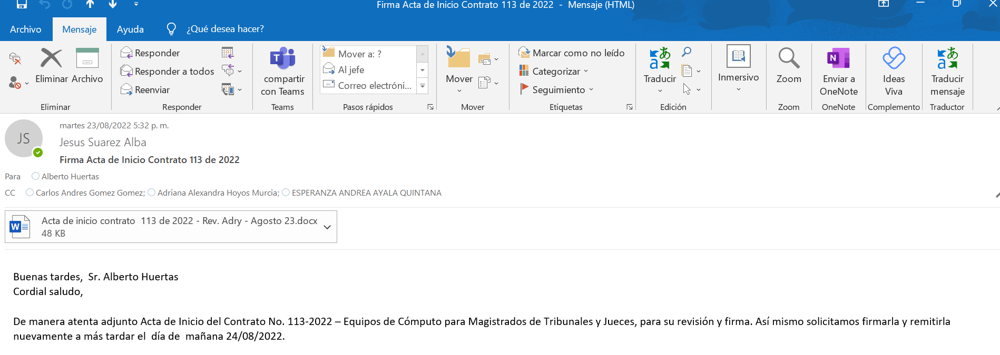 Firma Acta de Inicio Contrato 113 de 2022 - Mensaje (HTML)
Archivo Mensaje Ayuda ¿Qué desea hacer?
Eliminar Archivo
Eliminar
Responder
Responder a todos
Reenviar
Responder
compartir
con Teams
Teams
Mover a: ?
Al jefe
Correo electróni...
Pasos rápidos
Mover
Mover
Marcar como no leído
Categorizar
Seguimiento
Etiquetas
Traducir
Edición
Inmersivo
Zoom
Zoom
Enviar a
OneNote
OneNote
Ideas
Viva
Complemento
Traducir
mensaje
Traductor
JS
martes 23/08/2022 5:32 p. m.
Jesus Suarez Alba
Firma Acta de Inicio Contrato 113 de 2022
Para Alberto Huertas
CC Carlos Andres Gomez Gomez; Adriana Alexandra Hoyos Murcia; ESPERANZA ANDREA AYALA QUINTANA
Acta de inicio contrato 113 de 2022 - Rev. Adry - Agosto 23.docx
48 KB
Buenas tardes, Sr. Alberto Huertas
Cordial saludo,
De manera atenta adjunto Acta de Inicio del Contrato No. 113-2022 – Equipos de Cómputo para Magistrados de Tribunales y Jueces, para su revisión y firma. Así mismo solicitamos firmarla y remitirla
nuevamente a más tardar el día de mañana 24/08/2022.